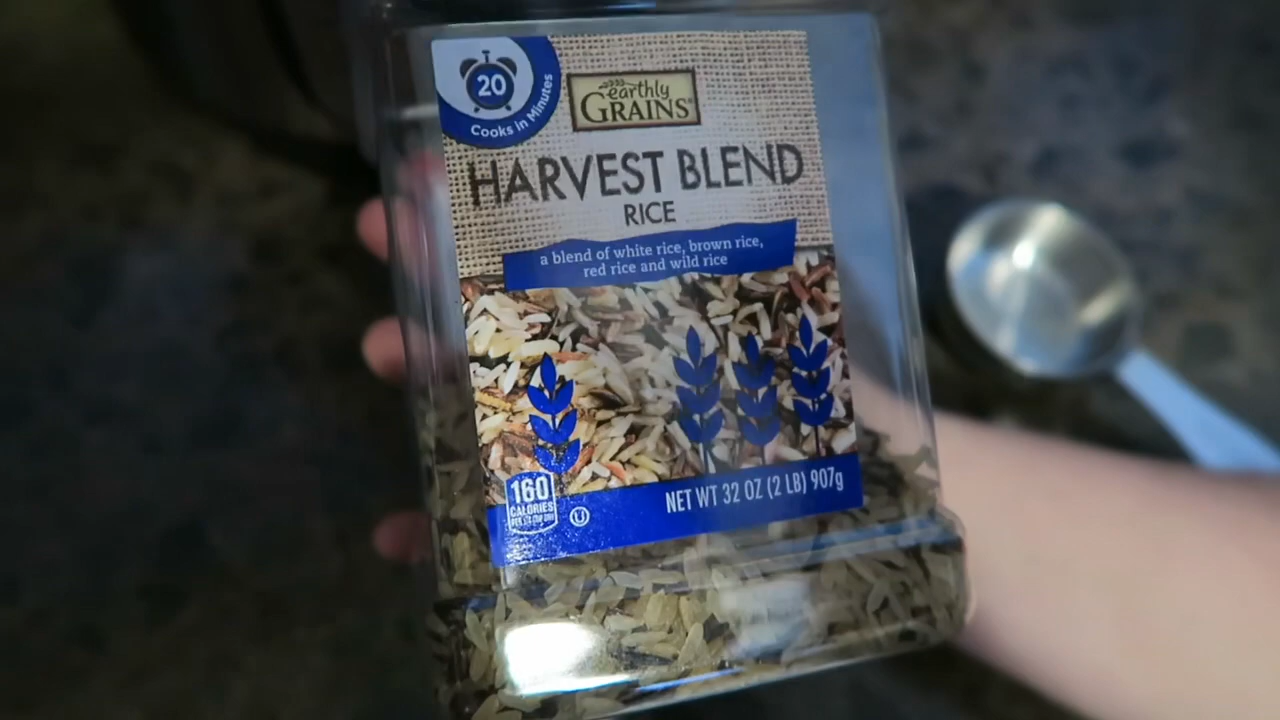 20
Cooks in Minutes
earthly
GRAINS
HARVEST BLEND
RICE
a blend of white rice, brown rice,
red rice and wild rice
160
CALORIES
NET WT 32 OZ (2 LB) 907g